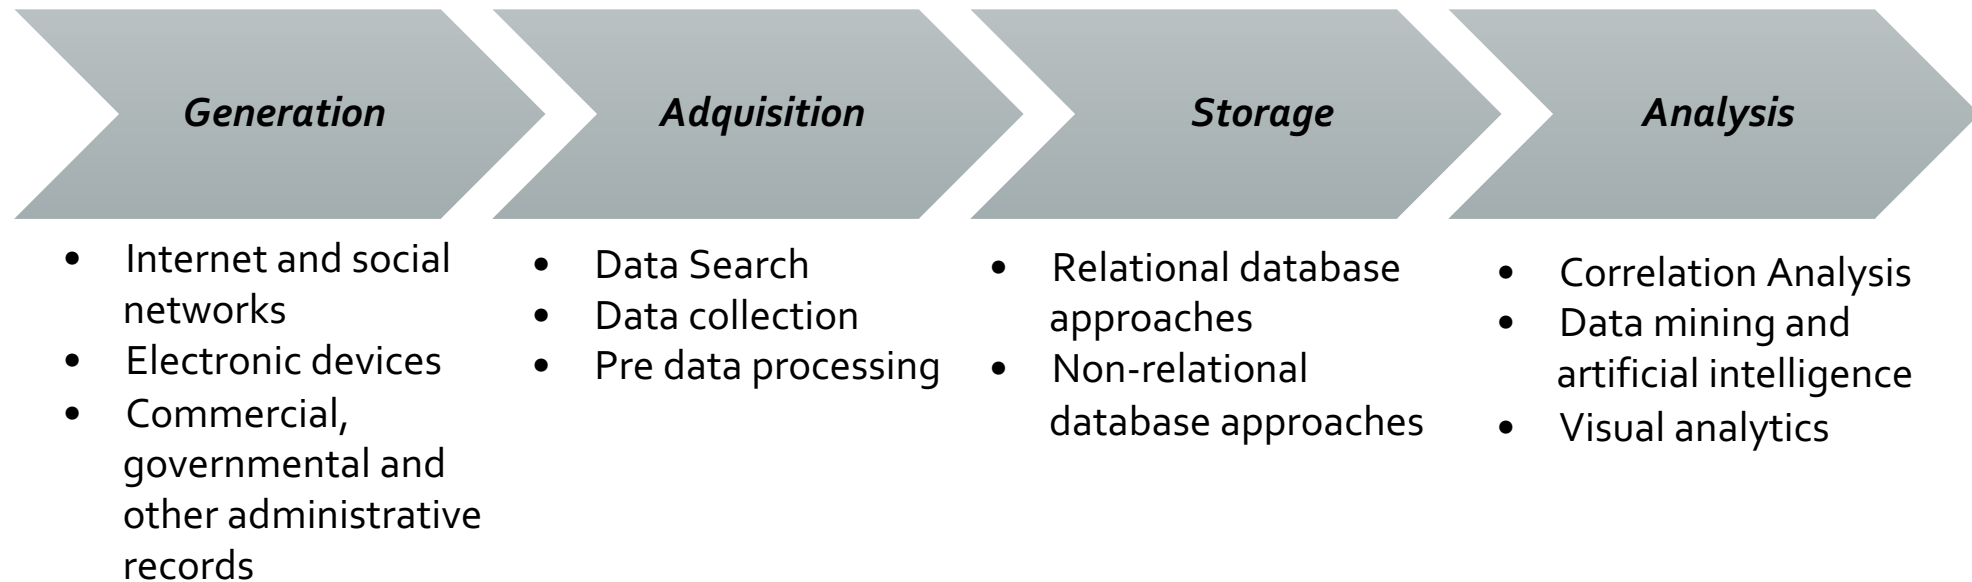 Generation
Adquisition
Storage
Analysis
• Internet and social
networks
• Electronic devices
• Commercial,
governmental and
other administrative
records
• Data Search
• Data collection
• Pre data processing
• Relational database
approaches
• Non-relational
database approaches
• Correlation Analysis
• Data mining and
artificial intelligence
• Visual analytics